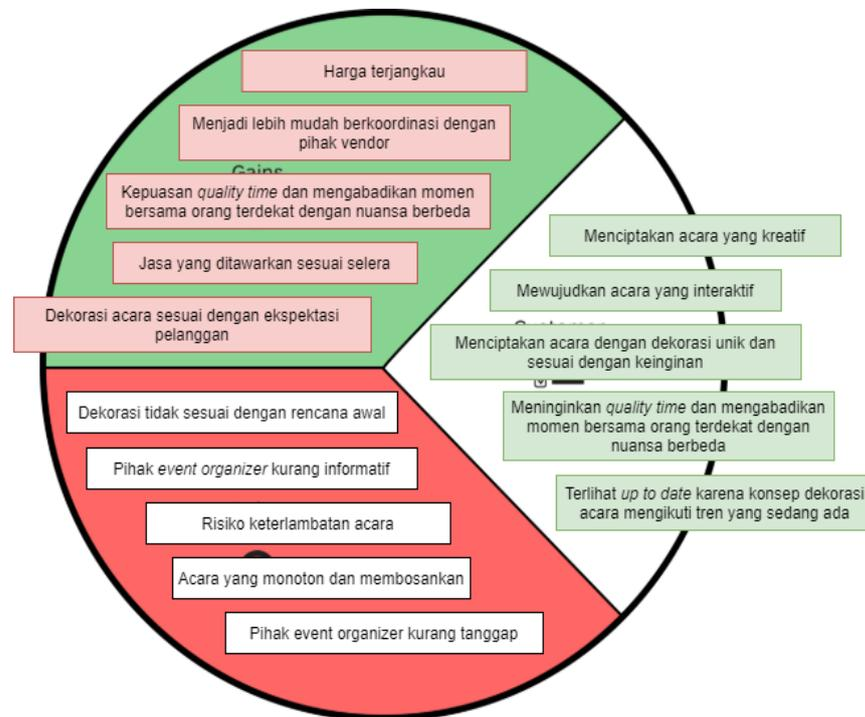 Harga terjangkau
Menjadi lebih mudah berkoordinasi dengan
pihak vendor
Kepuasan quality time dan mengabadikan momen
bersama orang terdekat dengan nuansa berbeda
Jasa yang ditawarkan sesuai selera
Dekorasi acara sesuai dengan ekspektasi
pelanggan
Menciptakan acara yang kreatif
Mewujudkan acara yang interaktif
Menciptakan acara dengan dekorasi unik dan
sesuai dengan keinginan
Meninginkan quality time dan mengabadikan
momen bersama orang terdekat dengan
nuansa berbeda
Terlihat up to date karena konsep dekorasi
acara mengikuti tren yang sedang ada
Dekorasi tidak sesuai dengan rencana awal
Pihak event organizer kurang informatif
Risiko keterlambatan acara
Acara yang monoton dan membosankan
Pihak event organizer kurang tanggap